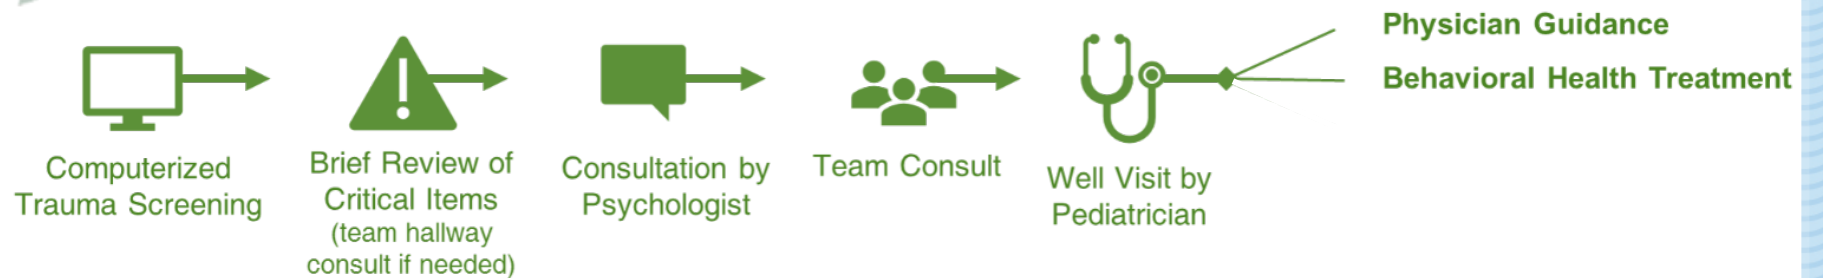 Computerized
Trauma Screening
Brief Review of
Critical Items
(team hallway
consult if needed)
Consultation by
Psychologist
Team Consult
Well Visit by
Pediatrician
Physician Guidance
Behavioral Health Treatment